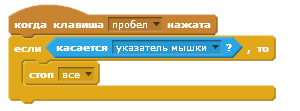 когда клавиша пробел нажата
если касается указатель мышки ? , то
стоп все